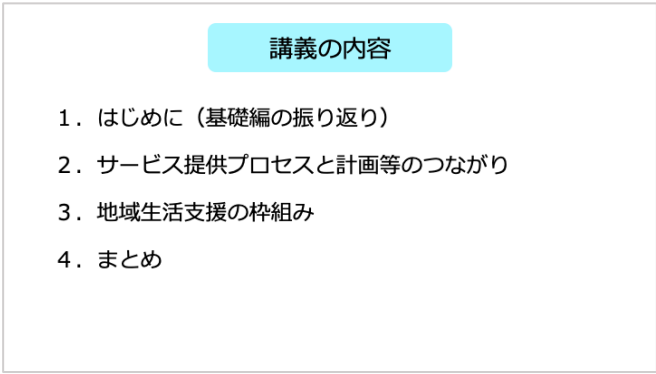 講義の内容
１．はじめに（基礎編の振り返り）
２．サービス提供プロセスと計画等のつながり
３．地域生活支援の枠組み
４．まとめ